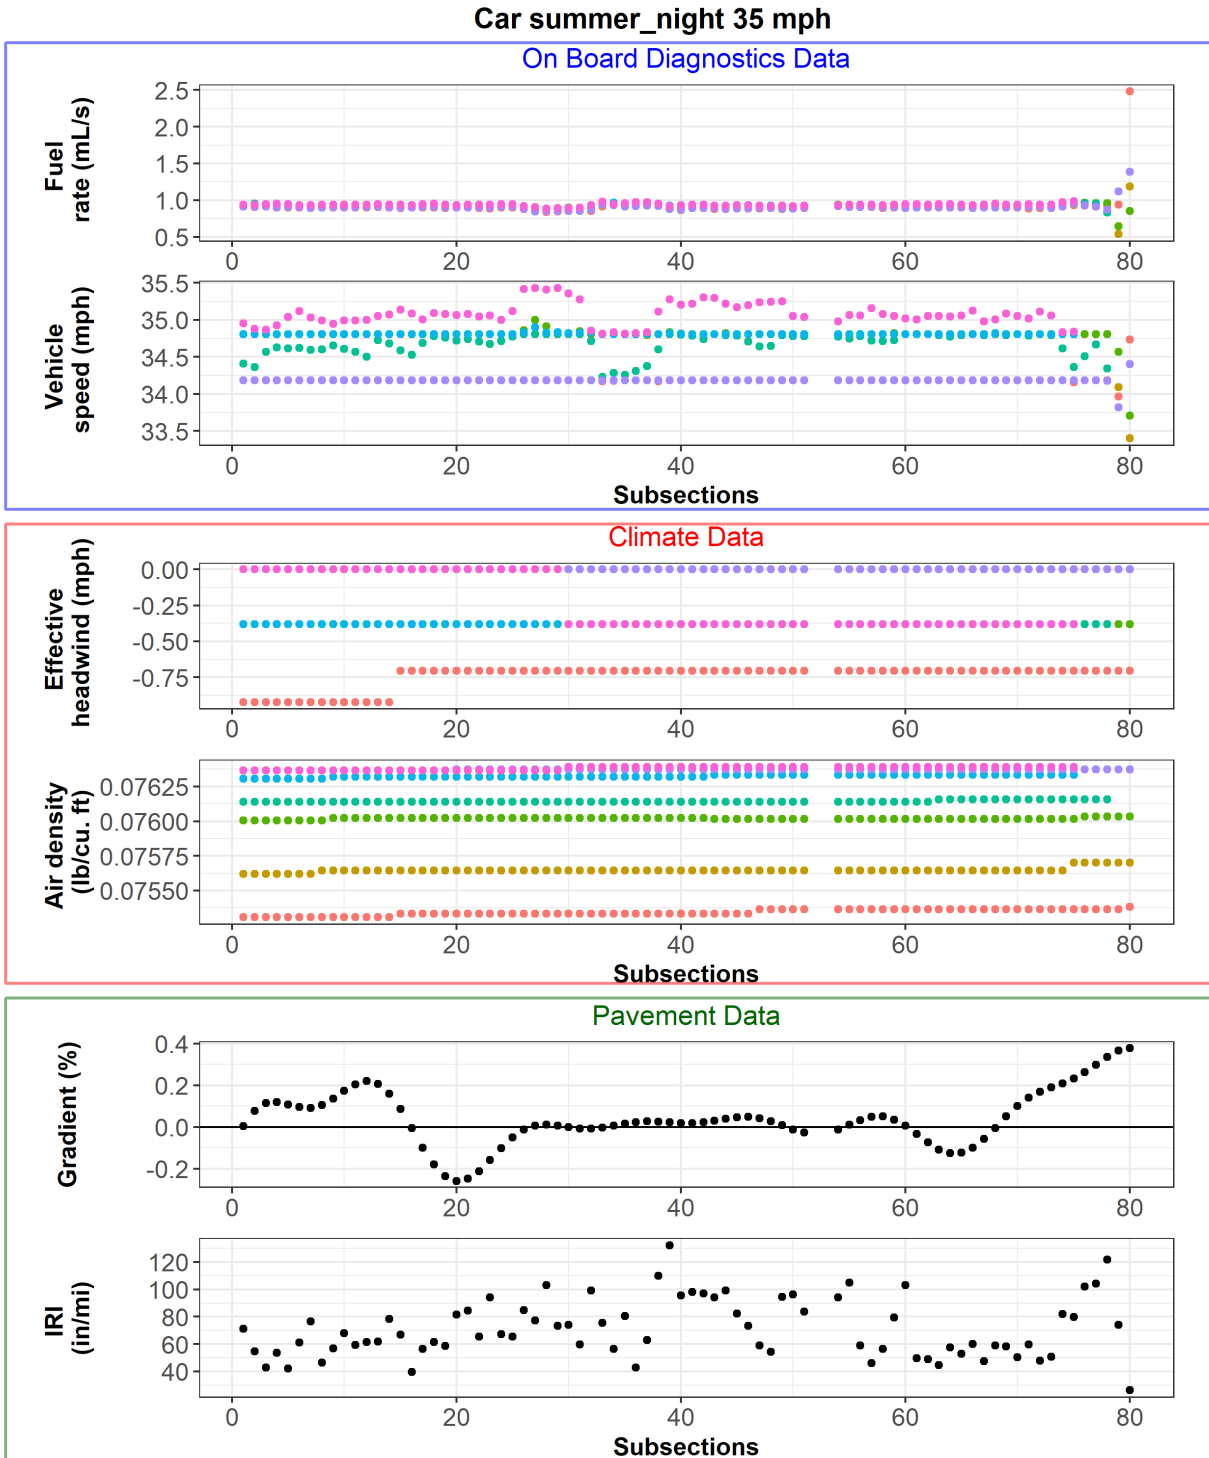 Car summer_night 35 mph
On Board Diagnostics Data
Fuel
rate (mL/s)
2.5
2.0
1.5
1.0
0.5
0 20 40 60 80
Vehicle
speed (mph)
35.5
35.0
34.5
34.0
33.5
0 20 40 60 80
Subsections
Climate Data
Effective
headwind (mph)
0.00
-0.25
-0.50
-0.75
0 20 40 60 80
Air density
(lb/cu. ft)
0.07625
0.07600
0.07575
0.07550
0 20 40 60 80
Subsections
Pavement Data
Gradient (%)
0.4
0.2
0.0
-0.2
0 20 40 60 80
IRI
(in/mi)
120
100
80
60
40
0 20 40 60 80
Subsections